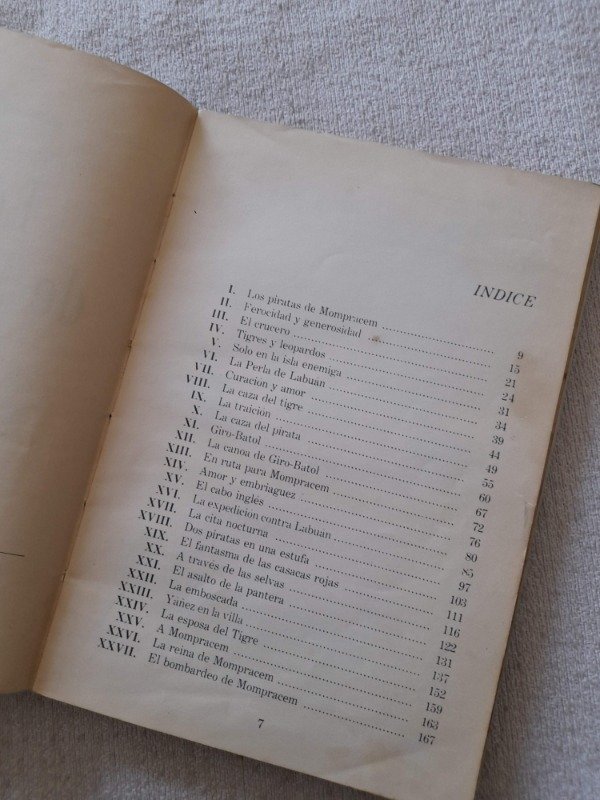 INDICE
I. Los piratas de Mompracem 9
II. Ferocidad y generosidad 15
III. El crucero 21
IV. Tigres y leopardos 24
V. Solo en la isla enemiga 31
VI. La Perla de Labuan 34
VII. Curación y amor 39
VIII. La caza del tigre 44
IX. La traición 49
X. La caza del pirata 55
XI. Giro-Batol 60
XII. La canoa de Giro-Batol 67
XIII. En ruta para Mompracem 72
XIV. Amor y embriaguez 76
XV. El cabo inglés 80
XVI. La expedición contra Labuan 85
XVII. La cita nocturna 97
XVIII. Dos piratas en una estufa 103
XIX. El fantasma de las casacas rojas 111
XX. A través de las selvas 116
XXI. El asalto de la pantera 122
XXII. La emboscada 131
XXIII. Yáñez en la villa 137
XXIV. La esposa del Tigre 152
XXV. A Mompracem 159
XXVI. La reina de Mompracem 163
XXVII. El bombardeo de Mompracem 167
7